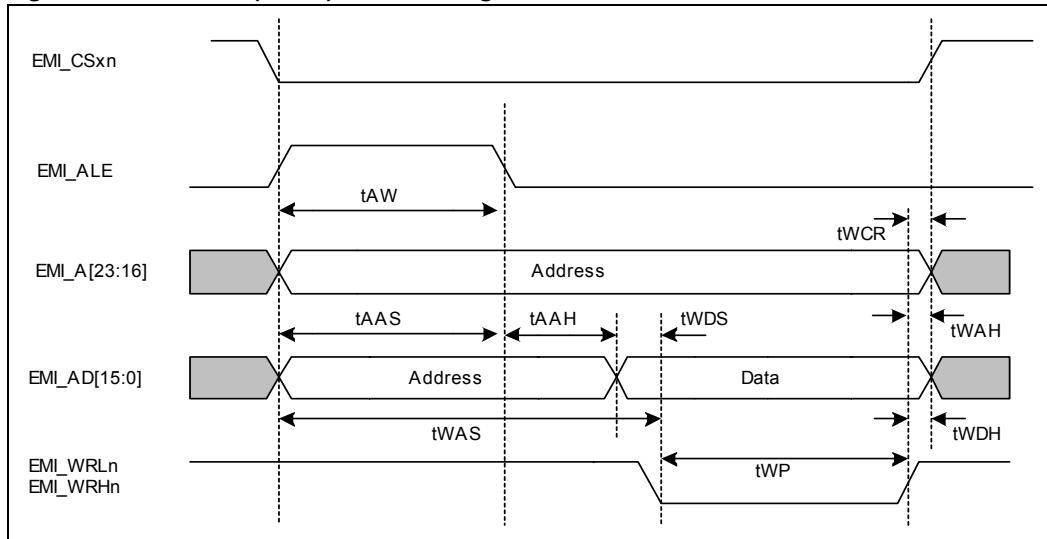 EMI_CSxn
EMI_ALE
tAW
tWCR
EMI_A[23:16]
Address
tAAS
tAAH
tWDS
tWAH
EMI_AD[15:0]
Address
Data
tWAS
tWDH
EMI_WRLn
EMI_WRHn
tWP